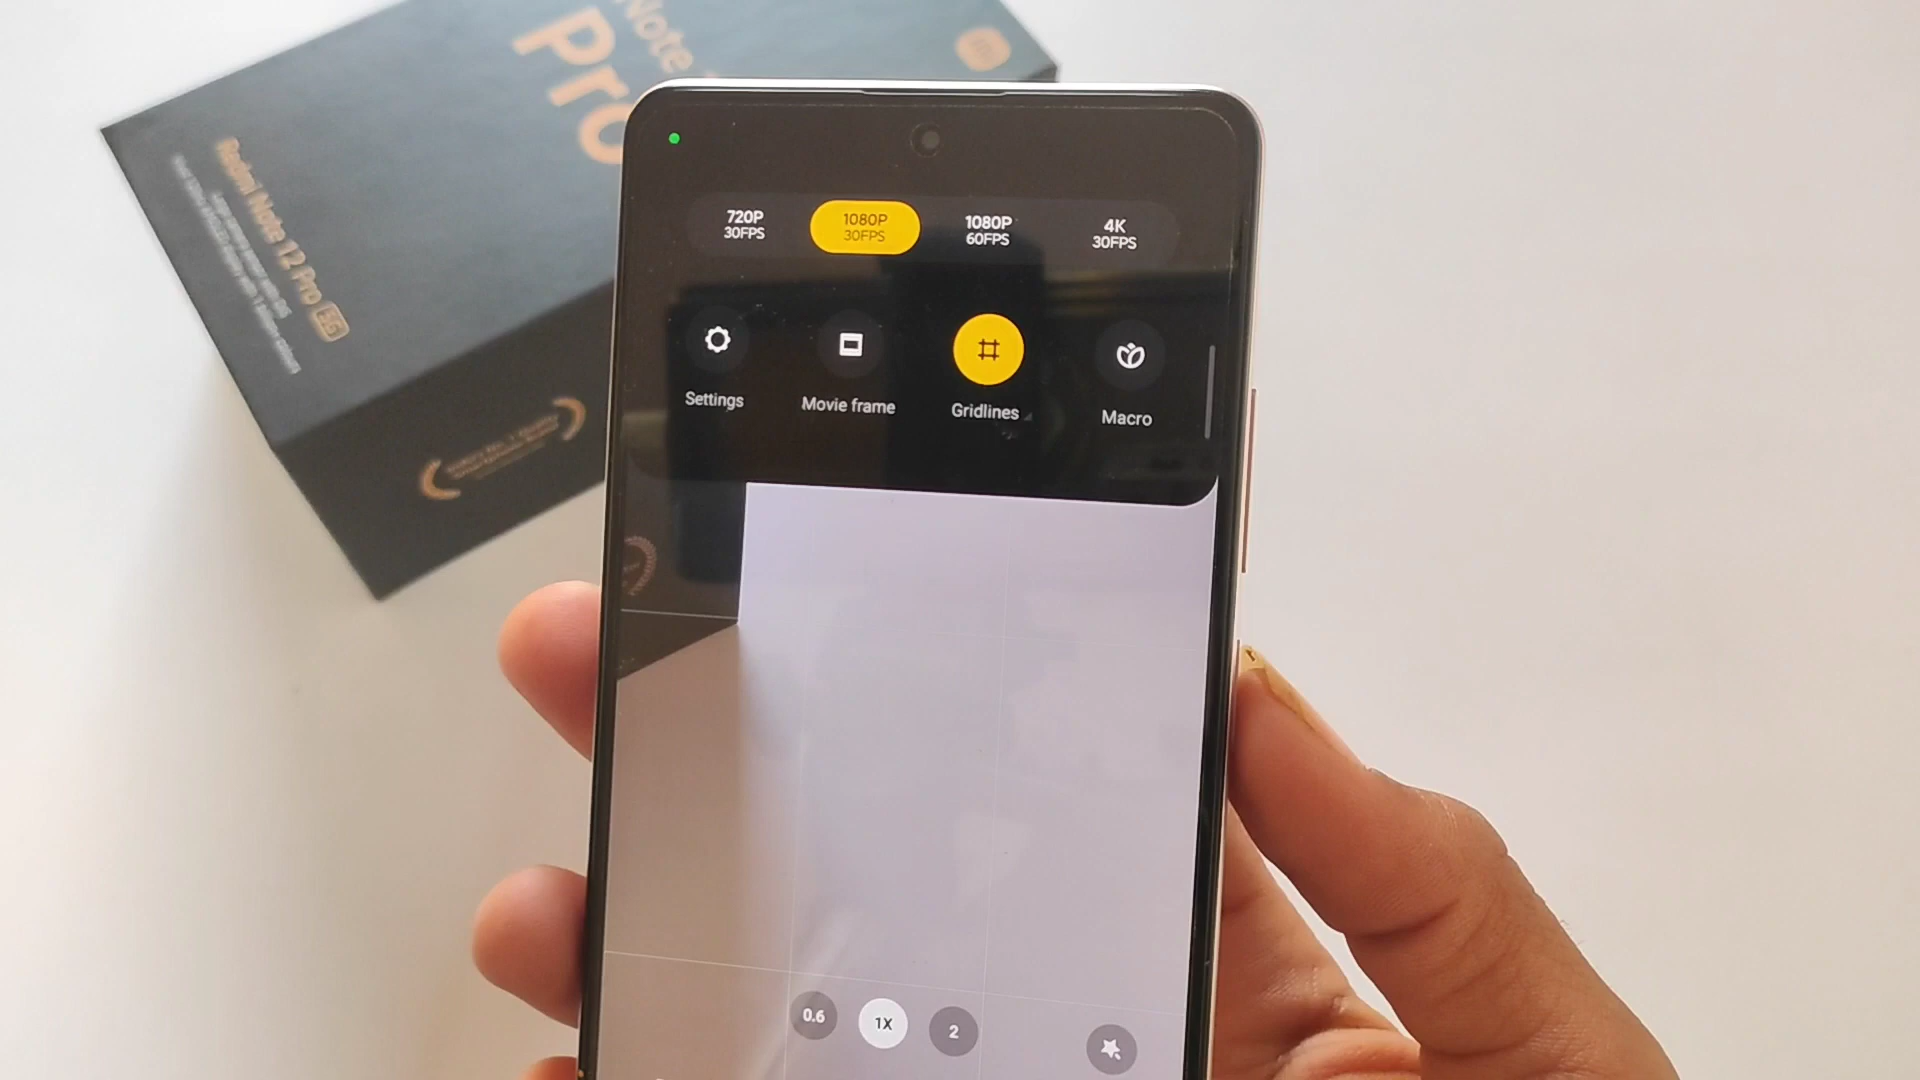 Note
Pro
Redmi Note 12 Pro 5G
720P
30FPS
1080P
30FPS
1080P
60FPS
4K
30FPS
Settings
Movie frame
Gridlines
Macro
0.6
1X
2